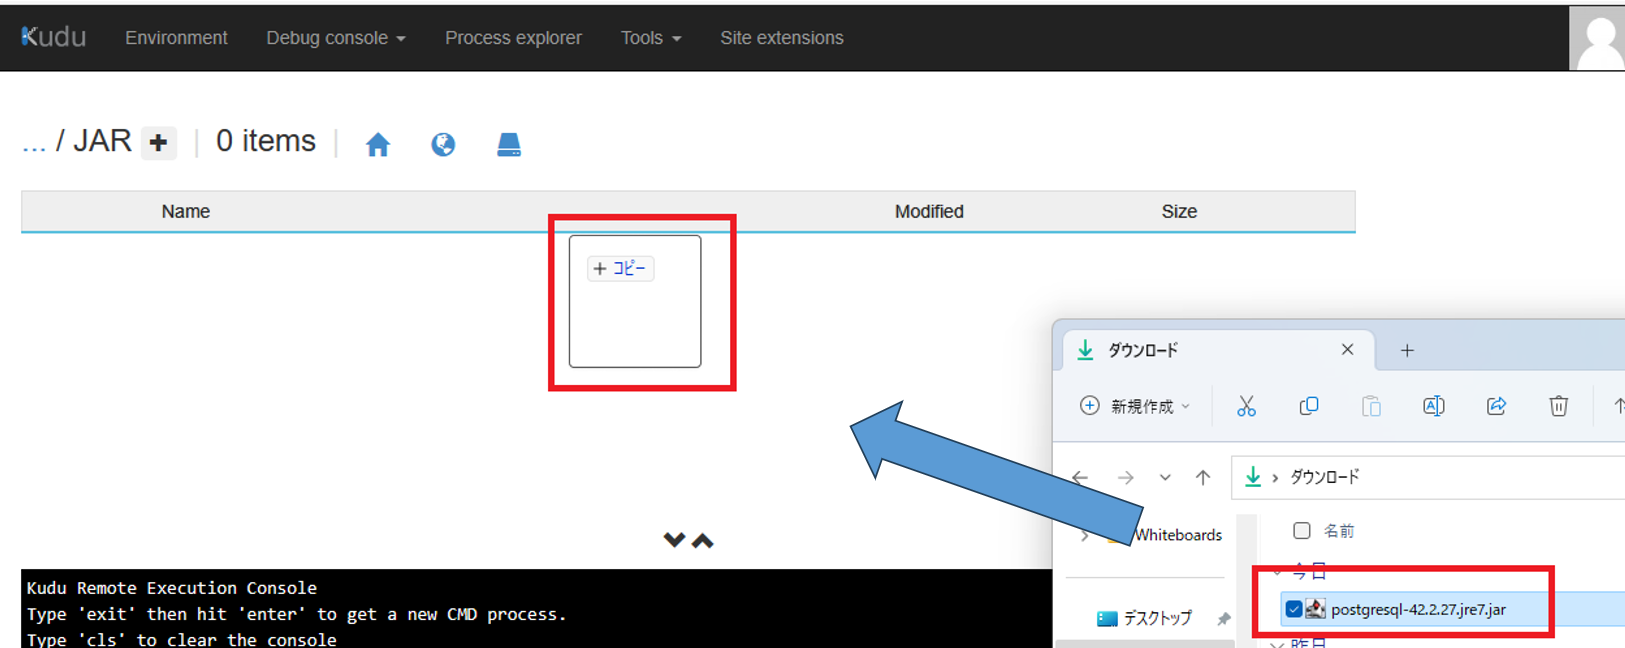 Kudu Environment Debug console Process explorer Tools Site extensions
... / JAR + | 0 items |
Name Modified Size
+ コピー
ダウンロード
新規作成
ダウンロード
Whiteboards
名前
今日
postgresql-42.2.27.jre7.jar
デスクトップ
昨日
Kudu Remote Execution Console
Type 'exit' then hit 'enter' to get a new CMD process.
Type 'cls' to clear the console